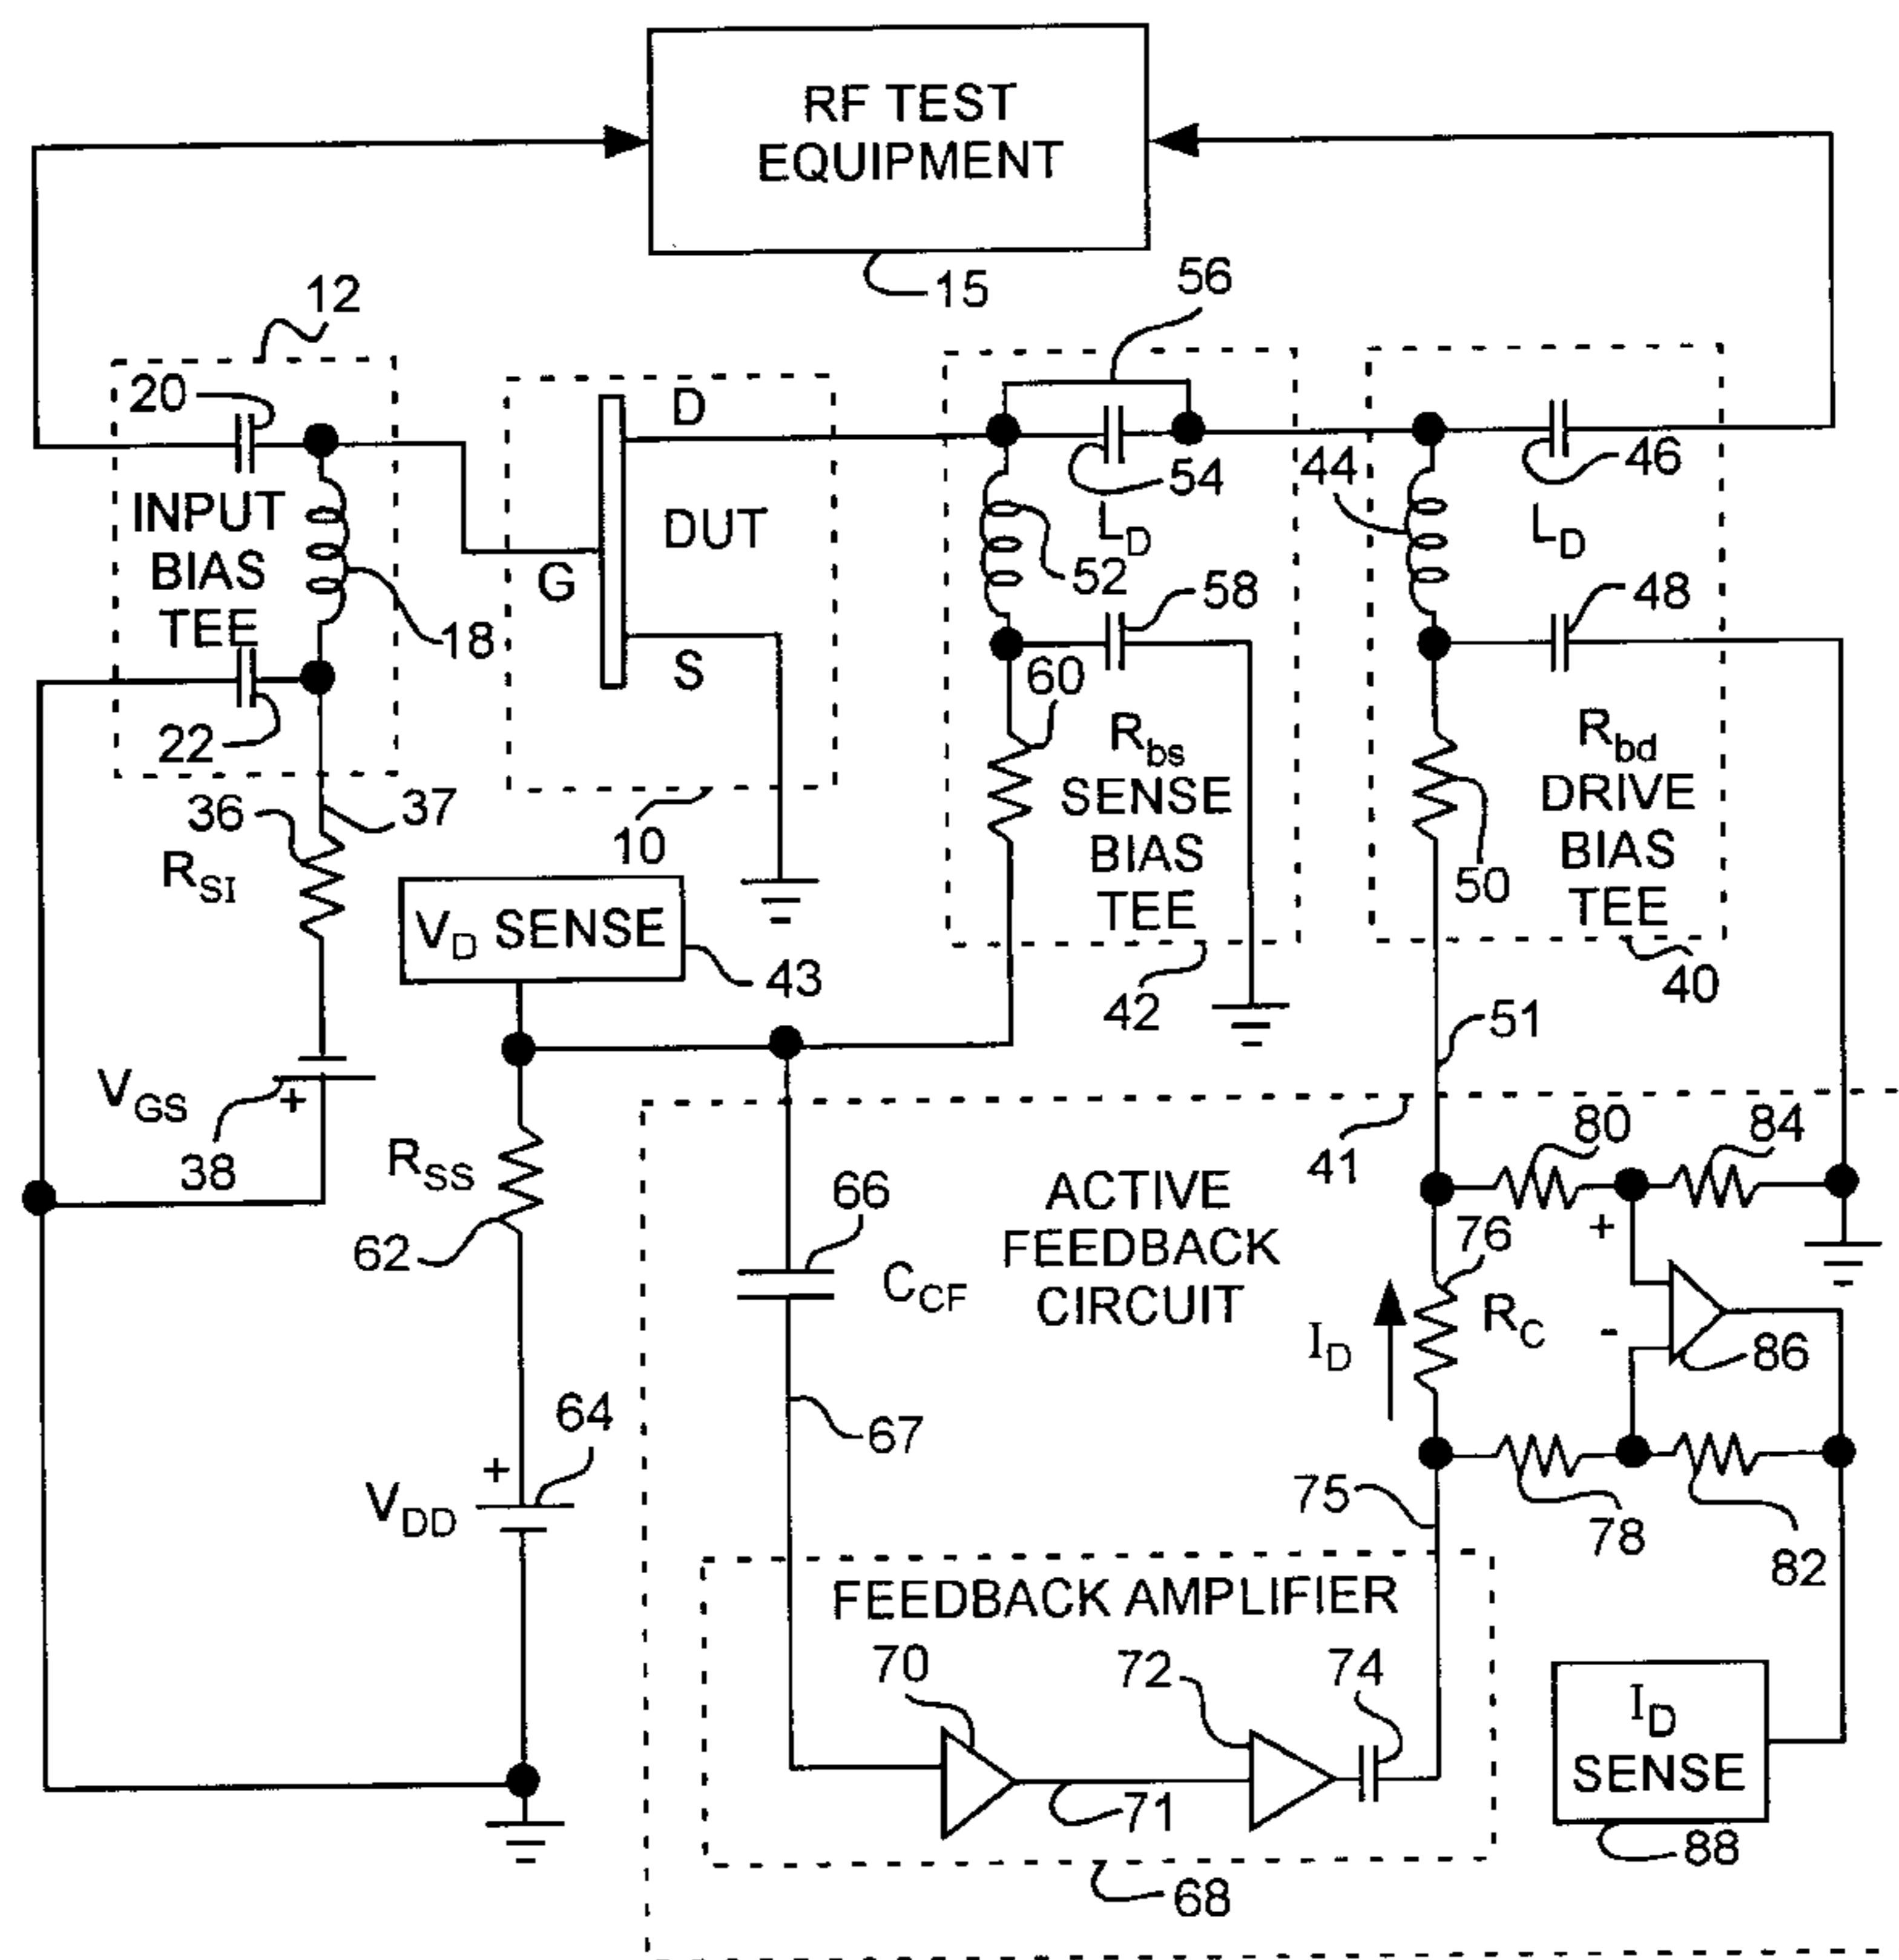 RF TEST
EQUIPMENT
15
12
56
20
D
INPUT
BIAS
TEE
18
22
DUT
G
S
10
54
L_D
52
58
60
R_bs
SENSE
BIAS
TEE
42
44
46
L_D
48
R_bd
DRIVE
BIAS
TEE
50
40
51
36
37
R_SI
V_D SENSE
43
V_GS
+
38
R_SS
62
+
64
V_DD
66
C_CF
67
41
ACTIVE
FEEDBACK
CIRCUIT
80
84
+
76
I_D
R_C
-
86
75
78
82
FEEDBACK AMPLIFIER
70
72
74
71
68
I_D
SENSE
88